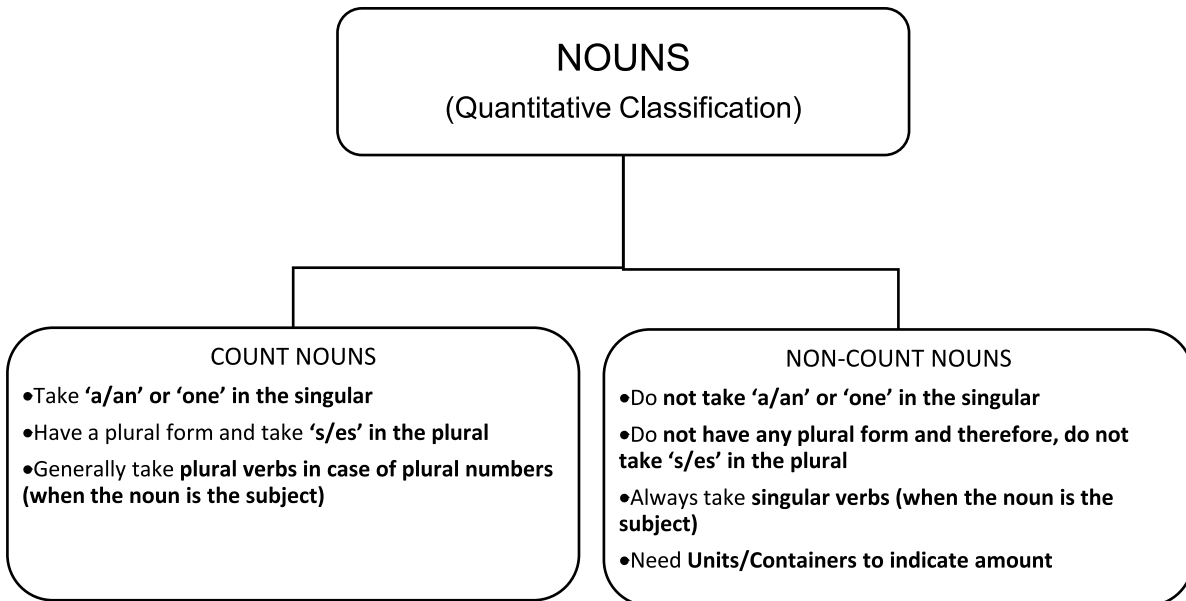 NOUNS
(Quantitative Classification)
COUNT NOUNS
•Take ‘a/an’ or ‘one’ in the singular
•Have a plural form and take ‘s/es’ in the plural
•Generally take plural verbs in case of plural numbers
(when the noun is the subject)
NON-COUNT NOUNS
•Do not take ‘a/an’ or ‘one’ in the singular
•Do not have any plural form and therefore, do not
take ‘s/es’ in the plural
•Always take singular verbs (when the noun is the
subject)
•Need Units/Containers to indicate amount